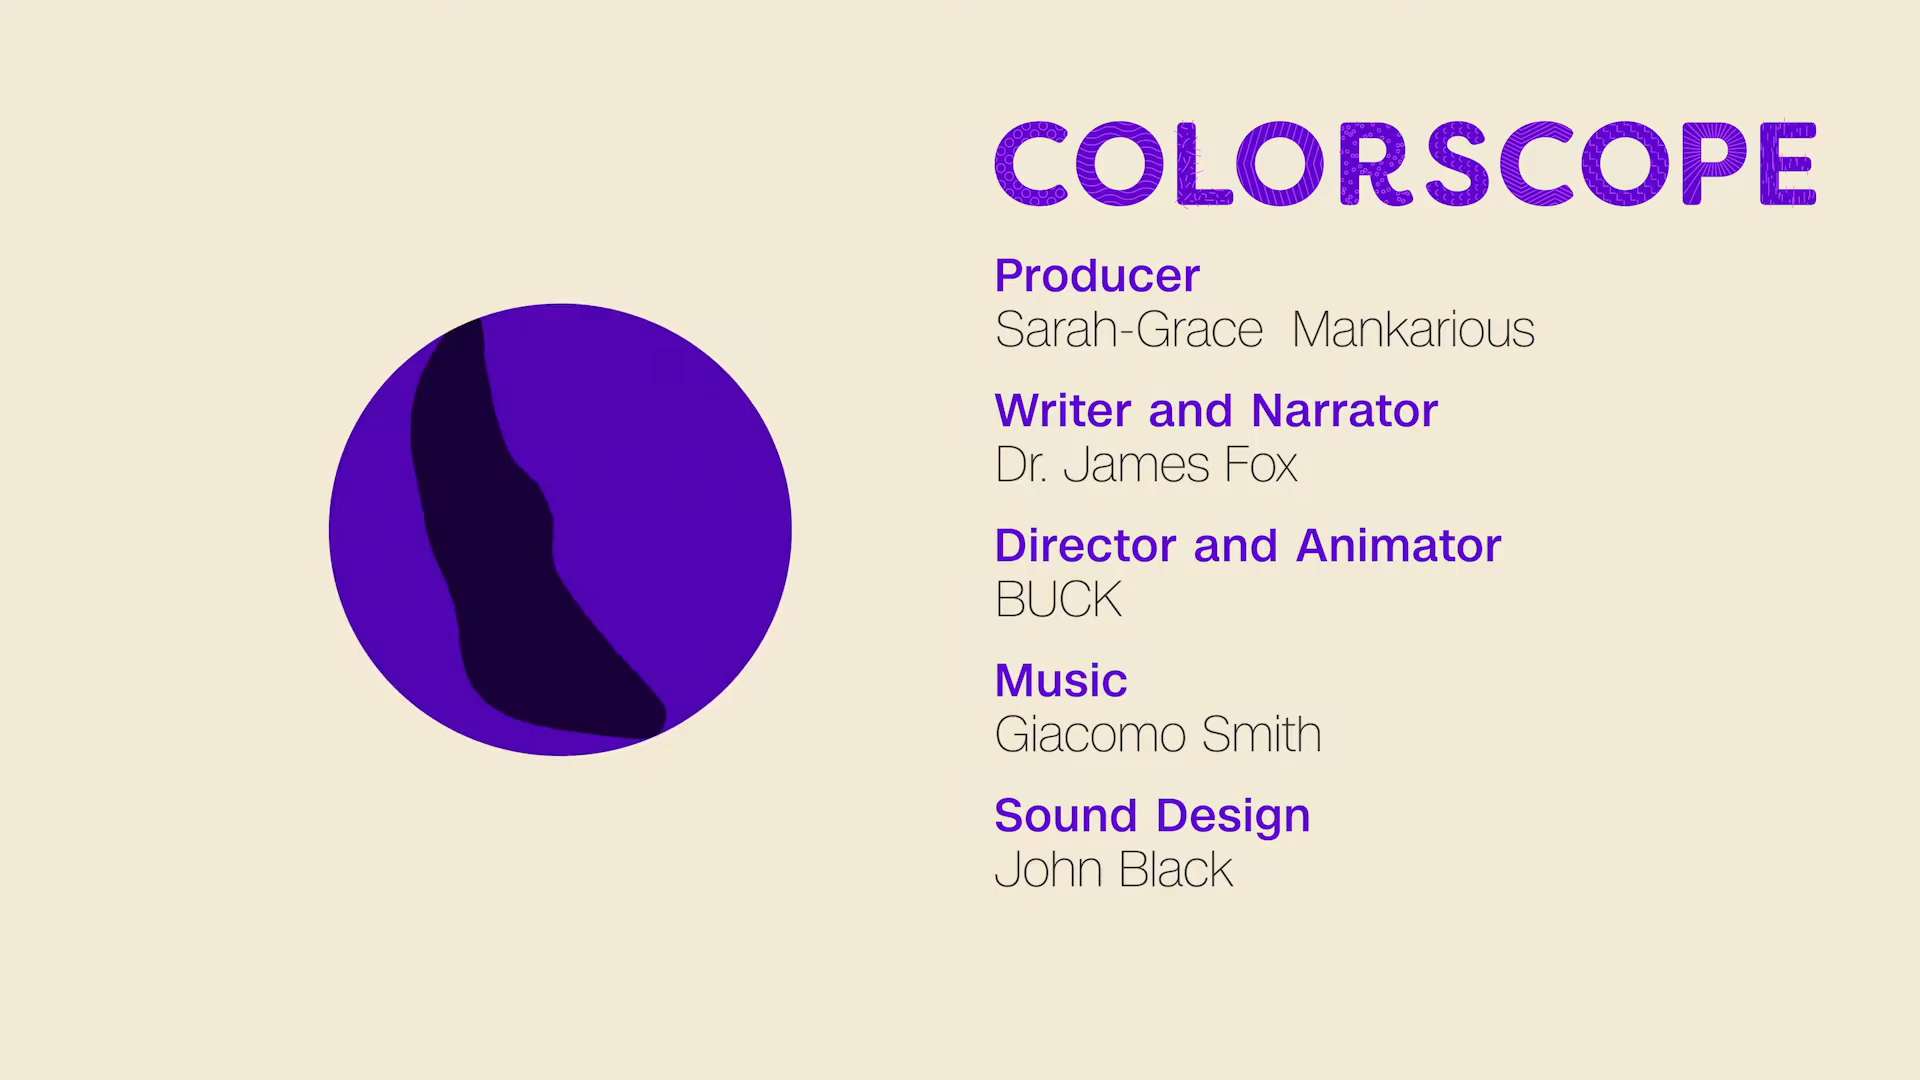 COLORSCOPE
Producer
Sarah-Grace Mankarious
Writer and Narrator
Dr. James Fox
Director and Animator
BUCK
Music
Giacomo Smith
Sound Design
John Black